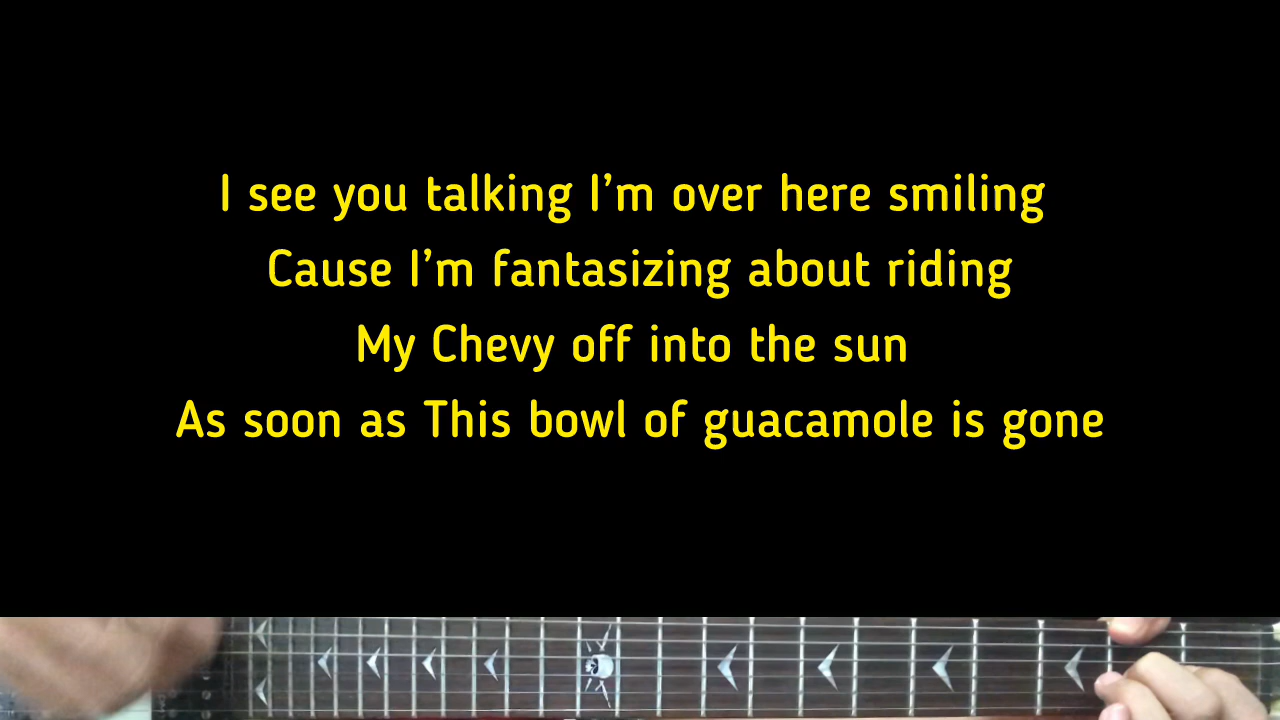 I see you talking I’m over here smiling
Cause I’m fantasizing about riding
My Chevy off into the sun
As soon as This bowl of guacamole is gone